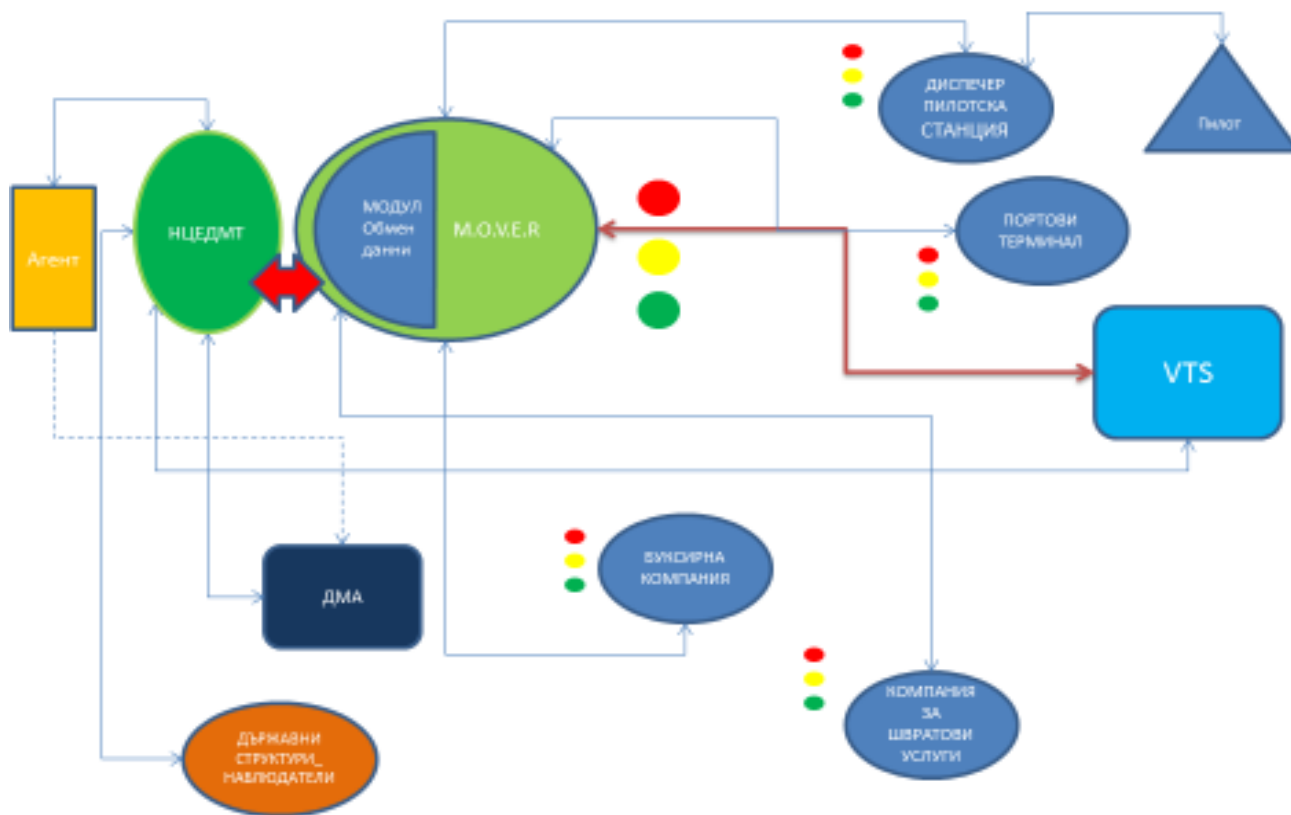 ДИСПЕЧЕР
ПИЛОТСКА
СТАНЦИЯ
Пилот
НЦЕДМТ
МОДУЛ
Обмен
данни
M.O.V.E.R
ПОРТОВИ
ТЕРМИНАЛ
Агент
VTS
БУКСИРНА
КОМПАНИЯ
ДМА
КОМПАНИЯ
ЗА
ШВРАТОВИ
УСЛУГИ
ДЪРЖАВНИ
СТРУКТУРИ_
НАБЛЮДАТЕЛИ